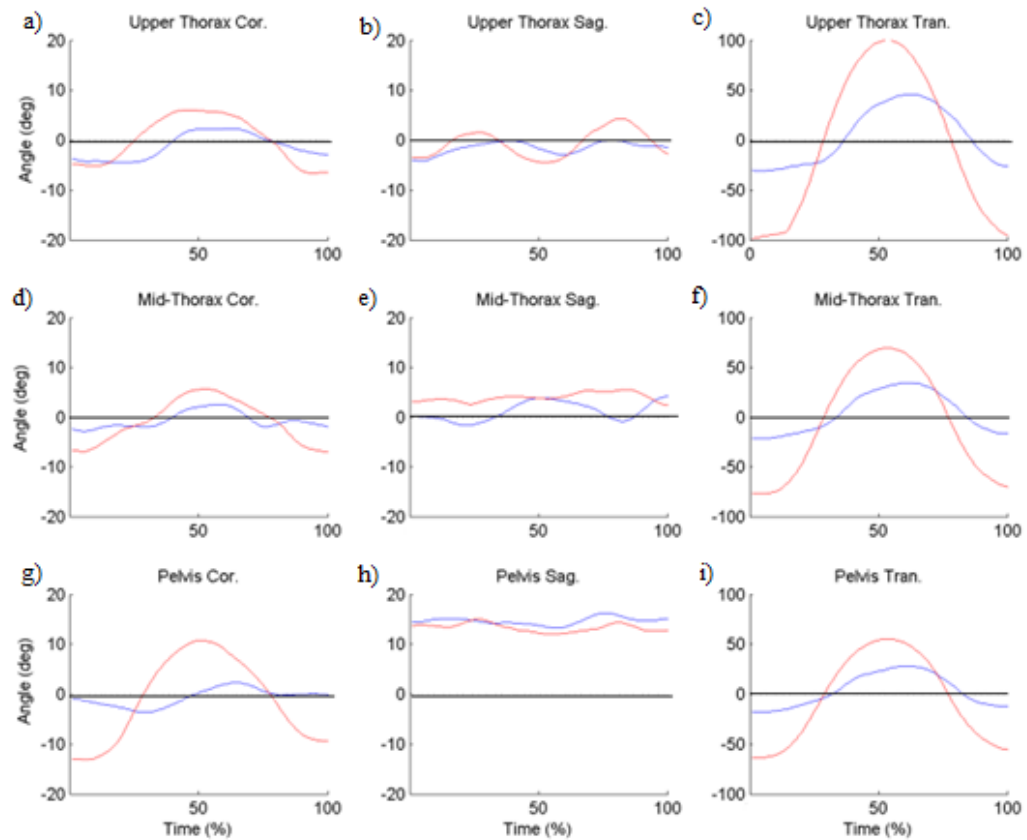 a) Upper Thorax Cor. b) Upper Thorax Sag. c) Upper Thorax Tran.
20 20 100
10 10 50
Angle (deg) 0 0 0
-10 -10 -50
-20 -20 -100
50 100 50 100 0 50 100
d) Mid-Thorax Cor. e) Mid-Thorax Sag. f) Mid-Thorax Tran.
20 20 100
10 10 50
Angle (deg) 0 0 0
-10 -10 -50
-20 -20 -100
50 100 50 100 50 100
g) Pelvis Cor. h) Pelvis Sag. i) Pelvis Tran.
20 20 100
10 10 50
Angle (deg) 0 0 0
-10 -10 -50
-20 -20 -100
50 100 50 100 50 100
Time (%) Time (%) Time (%)